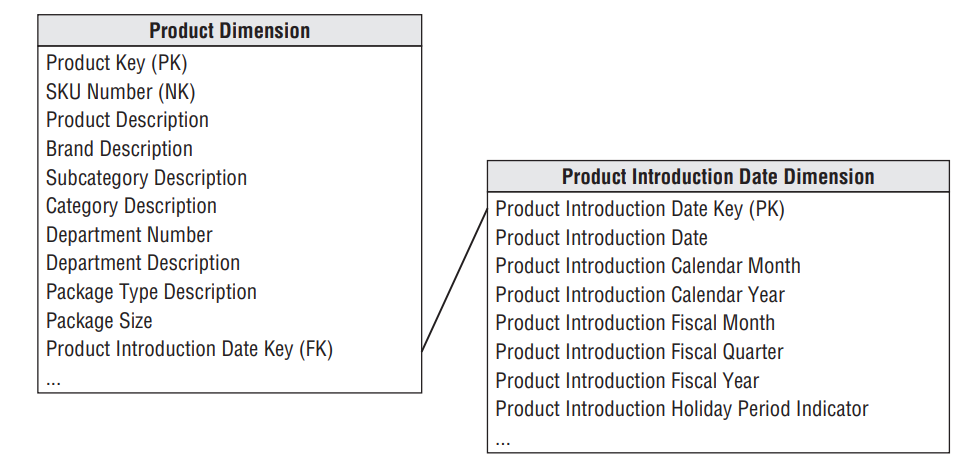 Product Dimension
Product Key (PK)
SKU Number (NK)
Product Description
Brand Description
Subcategory Description
Category Description
Department Number
Department Description
Package Type Description
Package Size
Product Introduction Date Key (FK)
...
Product Introduction Date Dimension
Product Introduction Date Key (PK)
Product Introduction Date
Product Introduction Calendar Month
Product Introduction Calendar Year
Product Introduction Fiscal Month
Product Introduction Fiscal Quarter
Product Introduction Fiscal Year
Product Introduction Holiday Period Indicator
...